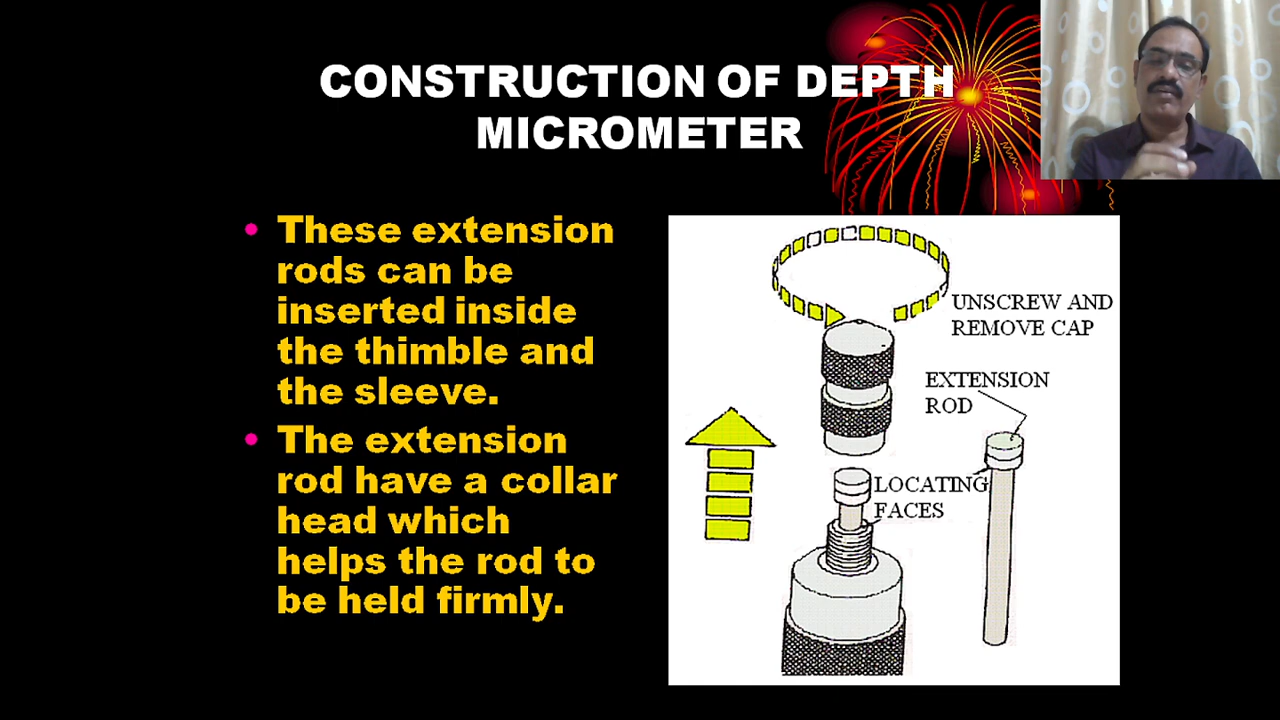 CONSTRUCTION OF DEPTH
MICROMETER
• These extension
rods can be
inserted inside
the thimble and
the sleeve.
• The extension
rod have a collar
head which
helps the rod to
be held firmly.
UNSCREW AND
REMOVE CAP
EXTENSION
ROD
LOCATING
FACES